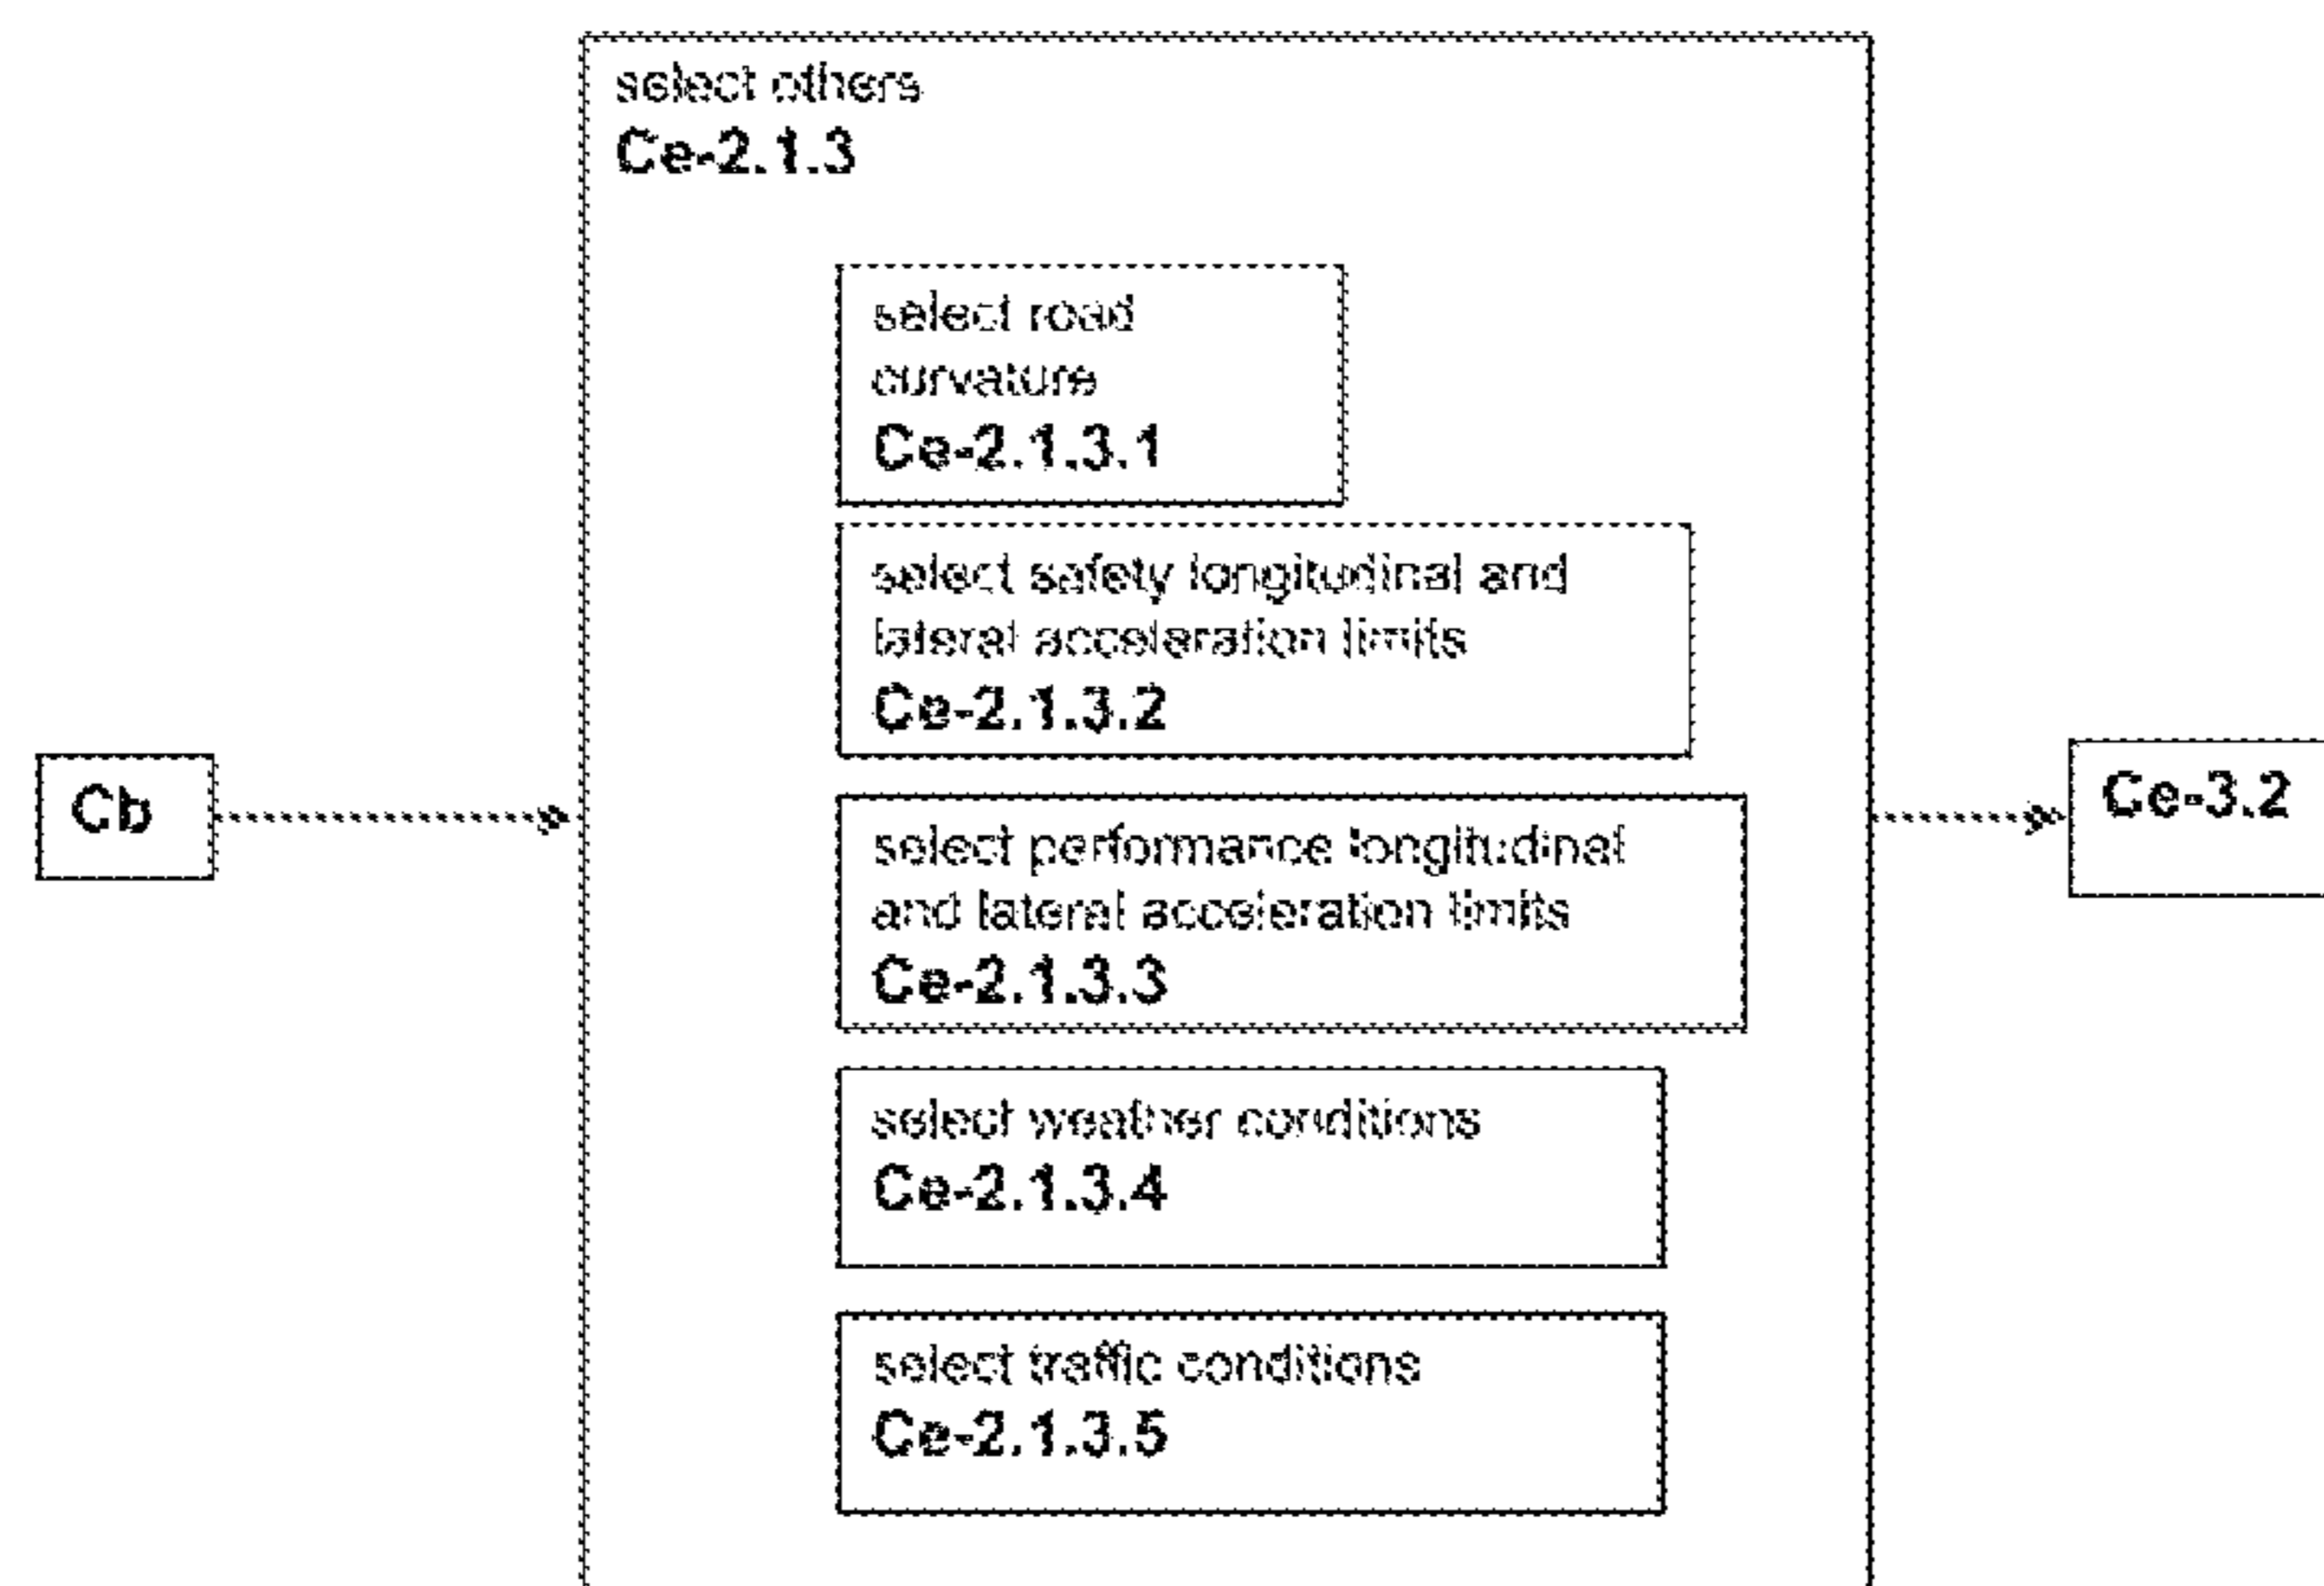 select others
Ce-2.1.3
select road
curvature
Ce-2.1.3.1
select safety longitudinal and
lateral acceleration limits
Ce-2.1.3.2
Cb
select performance longitudinal
and lateral acceleration limits
Ce-2.1.3.3
Ce-3.2
select weather conditions
Ce-2.1.3.4
select traffic conditions
Ce-2.1.3.5